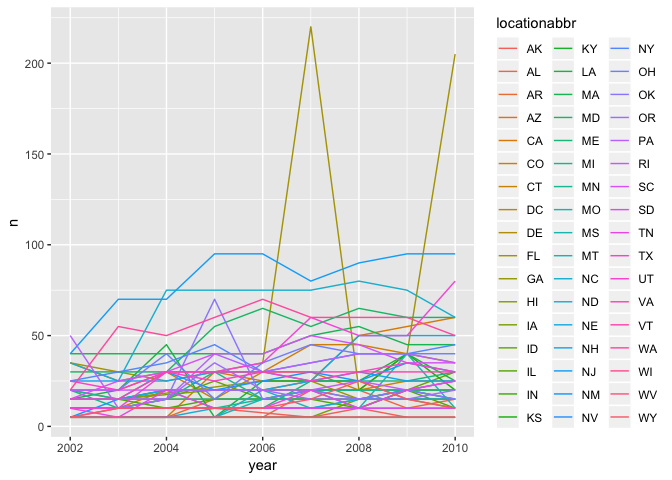 locationabbr
AK KY NY
AL LA OH
AR MA OK
AZ MD OR
CA ME PA
CO MI RI
CT MN SC
DC MO SD
DE MS TN
FL MT TX
GA NC UT
HI ND VA
IA NE VT
ID NH WA
IL NJ WI
IN NM WV
KS NV WY
200
150
100
50
0
n
2002 2004 2006 2008 2010
year